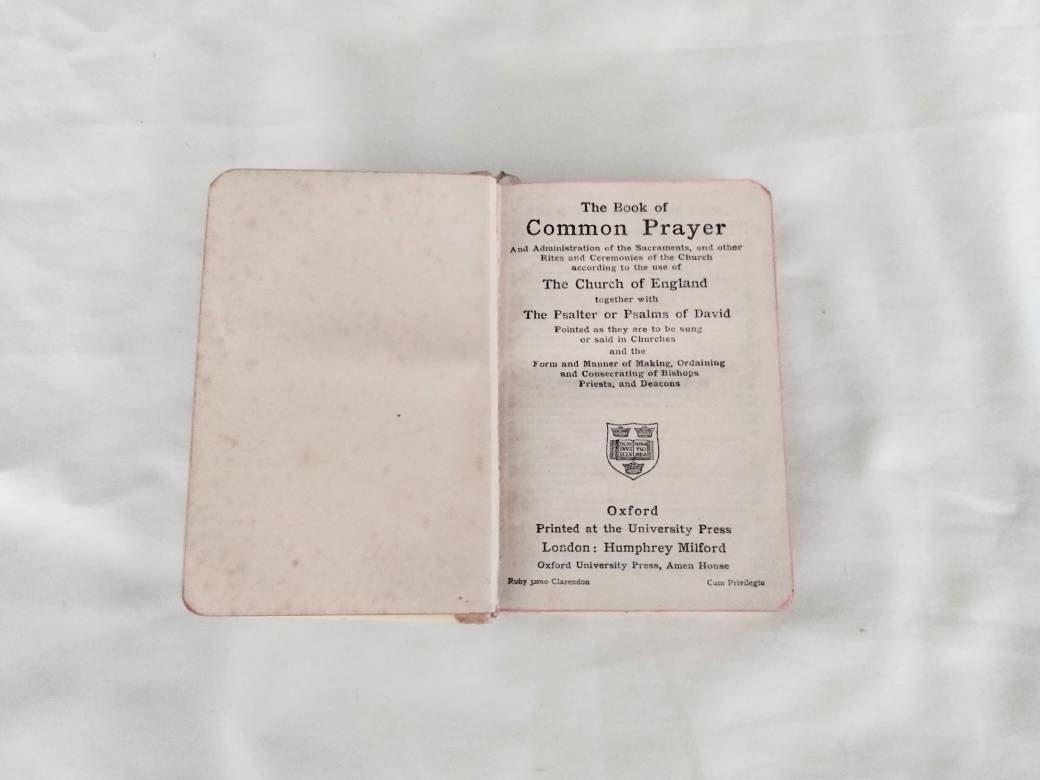 The Book of
Common Prayer
And Administration of the Sacraments, and other
Rites and Ceremonies of the Church
according to the use of
The Church of England
together with
The Psalter or Psalms of David
Pointed as they are to be sung
or said in Churches
and the
Form and Manner of Making, Ordaining
and Consecrating of Bishops
Priests, and Deacons
Oxford
Printed at the University Press
London: Humphrey Milford
Oxford University Press, Amen House
Ruby 32mo Clarendon
Cum Privilegio